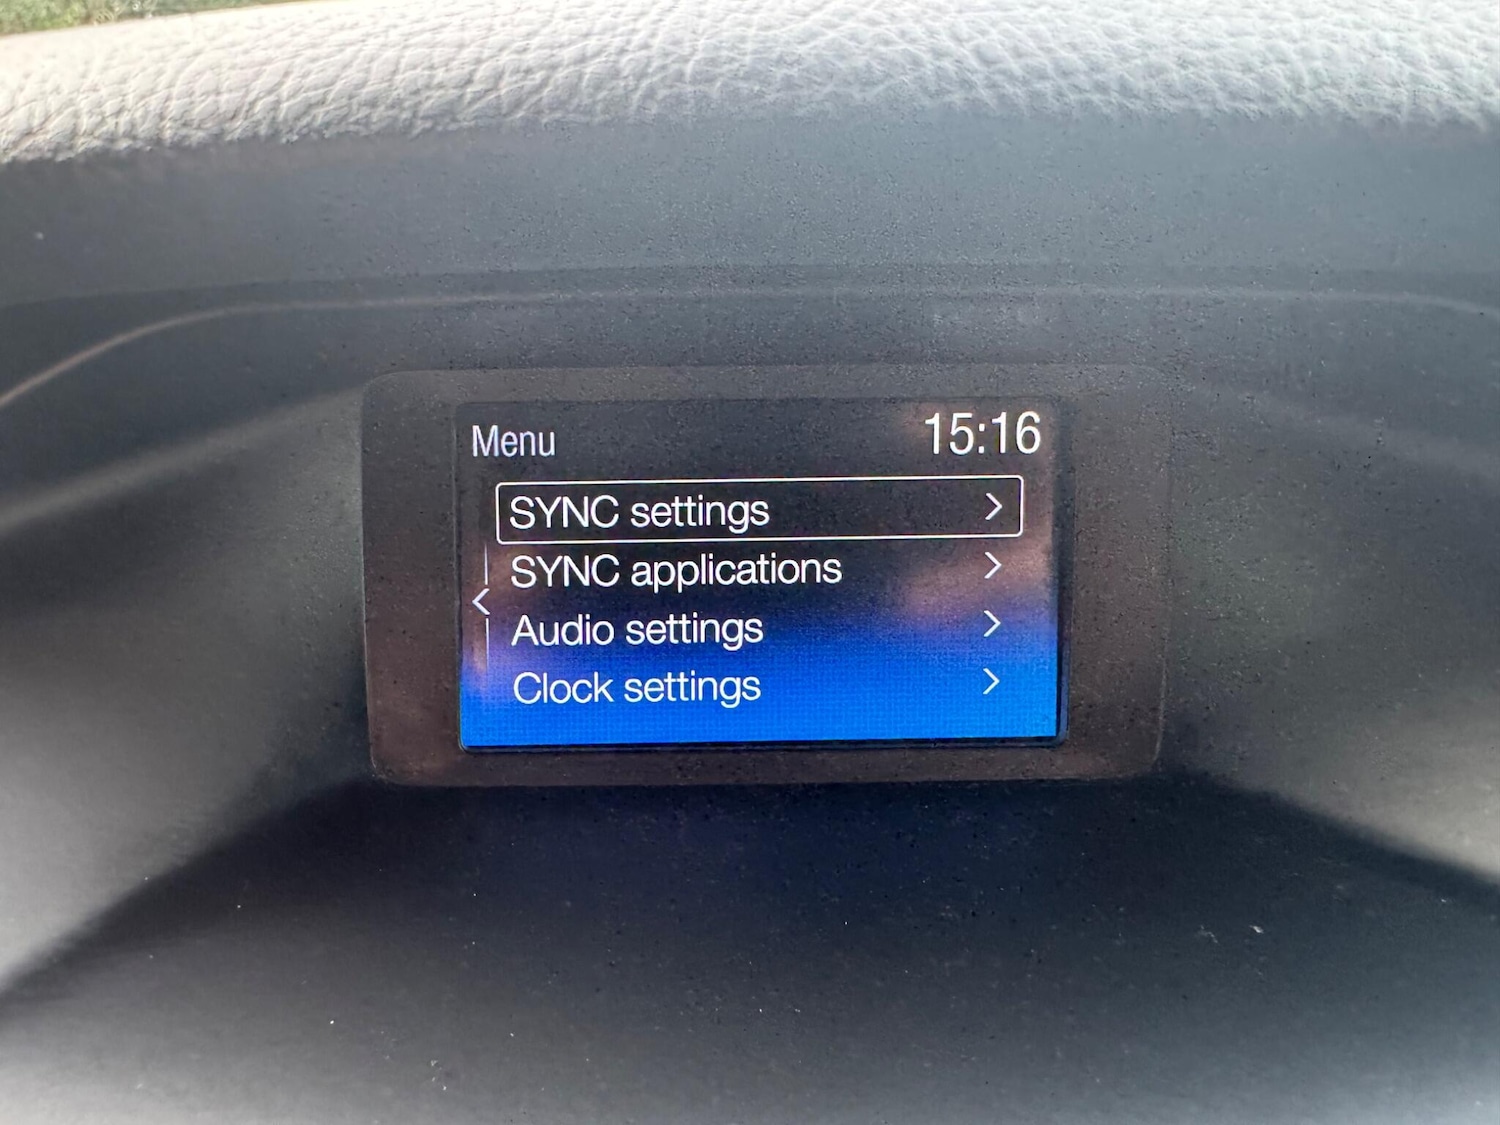 Menu 15:16
SYNC settings
SYNC applications
Audio settings
Clock settings